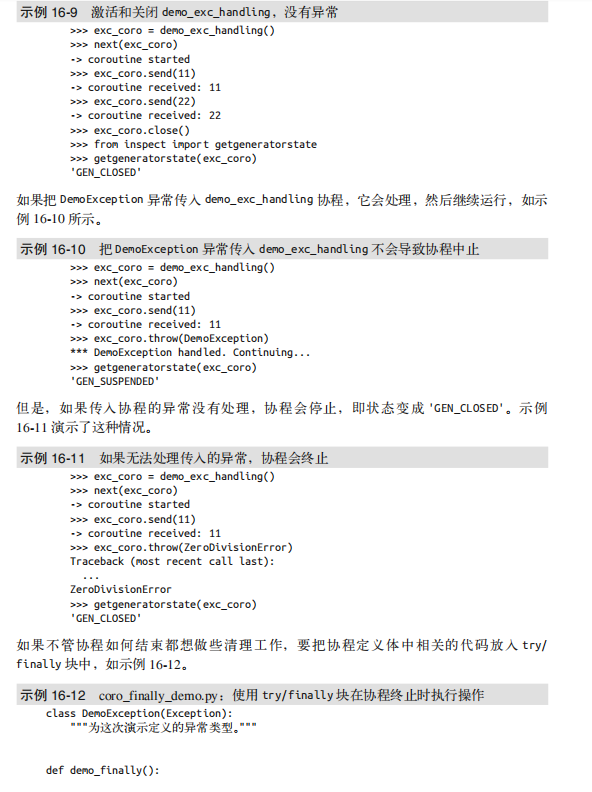 示例 16-9 激活和关闭 demo_exc_handling，没有异常
>>> exc_coro = demo_exc_handling()
>>> next(exc_coro)
-> coroutine started
>>> exc_coro.send(11)
-> coroutine received: 11
>>> exc_coro.send(22)
-> coroutine received: 22
>>> exc_coro.close()
>>> from inspect import getgeneratorstate
>>> getgeneratorstate(exc_coro)
'GEN_CLOSED'
如果把 DemoException 异常传入 demo_exc_handling 协程，它会处理，然后继续运行，如示
例 16-10 所示。
示例 16-10 把 DemoException 异常传入 demo_exc_handling 不会导致协程中止
>>> exc_coro = demo_exc_handling()
>>> next(exc_coro)
-> coroutine started
>>> exc_coro.send(11)
-> coroutine received: 11
>>> exc_coro.throw(DemoException)
*** DemoException handled. Continuing...
>>> getgeneratorstate(exc_coro)
'GEN_SUSPENDED'
但是，如果传入协程的异常没有处理，协程会停止，即状态变成 'GEN_CLOSED'。示例
16-11 演示了这种情况。
示例 16-11 如果无法处理传入的异常，协程会终止
>>> exc_coro = demo_exc_handling()
>>> next(exc_coro)
-> coroutine started
>>> exc_coro.send(11)
-> coroutine received: 11
>>> exc_coro.throw(ZeroDivisionError)
Traceback (most recent call last):
...
ZeroDivisionError
>>> getgeneratorstate(exc_coro)
'GEN_CLOSED'
如果不管协程如何结束都想做些清理工作，要把协程定义体中相关的代码放入 try/
finally 块中，如示例 16-12。
示例 16-12 coro_finally_demo.py：使用 try/finally 块在协程终止时执行操作
class DemoException(Exception):
"""为这次演示定义的异常类型。"""
def demo_finally():